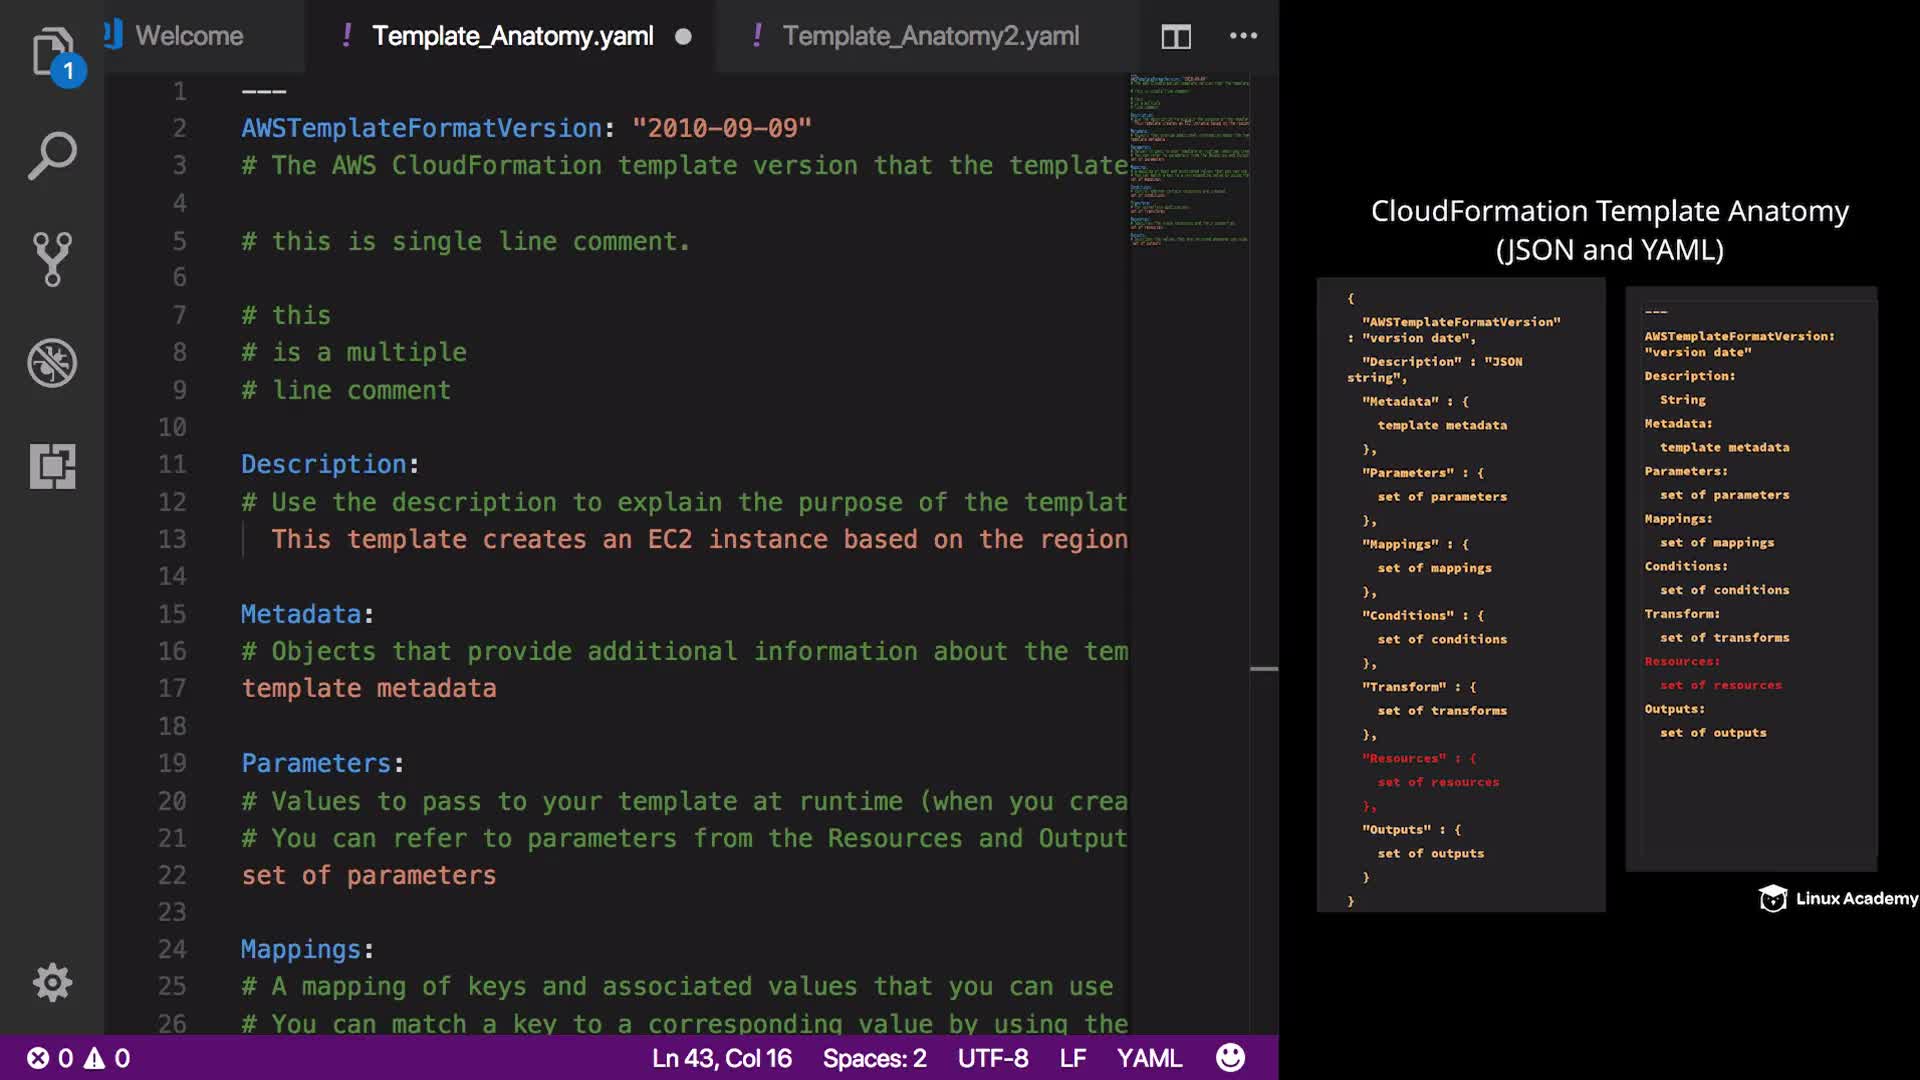 Welcome
! Template_Anatomy.yaml
! Template_Anatomy2.yaml
1
1 ---
2 AWSTemplateFormatVersion: "2010-09-09"
3 # The AWS CloudFormation template version that the template
4
5 # this is single line comment.
6
7 # this
8 # is a multiple
9 # line comment
10
11 Description:
12 # Use the description to explain the purpose of the templat
13 This template creates an EC2 instance based on the region
14
15 Metadata:
16 # Objects that provide additional information about the tem
17 template metadata
18
19 Parameters:
20 # Values to pass to your template at runtime (when you crea
21 # You can refer to parameters from the Resources and Output
22 set of parameters
23
24 Mappings:
25 # A mapping of keys and associated values that you can use
26 # You can match a key to a corresponding value by using the
0 0 Ln 43, Col 16 Spaces: 2 UTF-8 LF YAML
CloudFormation Template Anatomy
(JSON and YAML)
{
"AWSTemplateFormatVersion"
: "version date",
"Description" : "JSON
string",
"Metadata" : {
template metadata
},
"Parameters" : {
set of parameters
},
"Mappings" : {
set of mappings
},
"Conditions" : {
set of conditions
},
"Transform" : {
set of transforms
},
"Resources" : {
set of resources
},
"Outputs" : {
set of outputs
}
}
---
AWSTemplateFormatVersion:
"version date"
Description:
String
Metadata:
template metadata
Parameters:
set of parameters
Mappings:
set of mappings
Conditions:
set of conditions
Transform:
set of transforms
Resources:
set of resources
Outputs:
set of outputs
Linux Academy